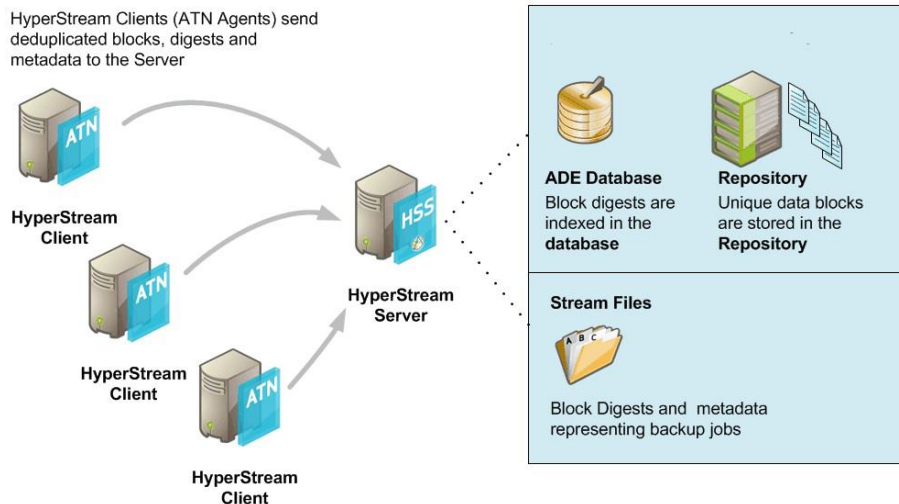 HyperStream Clients (ATN Agents) send
deduplicated blocks, digests and
metadata to the Server
ATN
HyperStream
Client
ATN
HyperStream
Client
ATN
HyperStream
Client
HSS
HyperStream
Server
ADE Database
Block digests are
indexed in the
database
Repository
Unique data blocks
are stored in the
Repository
Stream Files
A B C
Block Digests and metadata
representing backup jobs